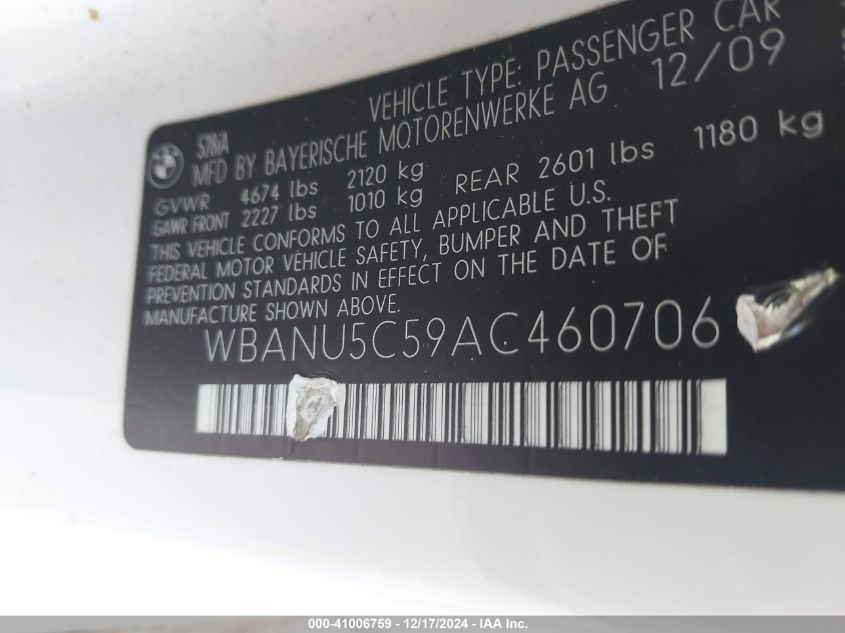 VEHICLE TYPE: PASSENGER CAR
528iA
MFD BY BAYERISCHE MOTORENWERKE AG 12/09
GVWR 4674 lbs 2120 kg
GAWR FRONT 2227 lbs 1010 kg REAR 2601 lbs 1180 kg
THIS VEHICLE CONFORMS TO ALL APPLICABLE U.S.
FEDERAL MOTOR VEHICLE SAFETY, BUMPER AND THEFT
PREVENTION STANDARDS IN EFFECT ON THE DATE OF
MANUFACTURE SHOWN ABOVE.
WBANU5C59AC460706
000-41006759 - 12/17/2024 - IAA Inc.